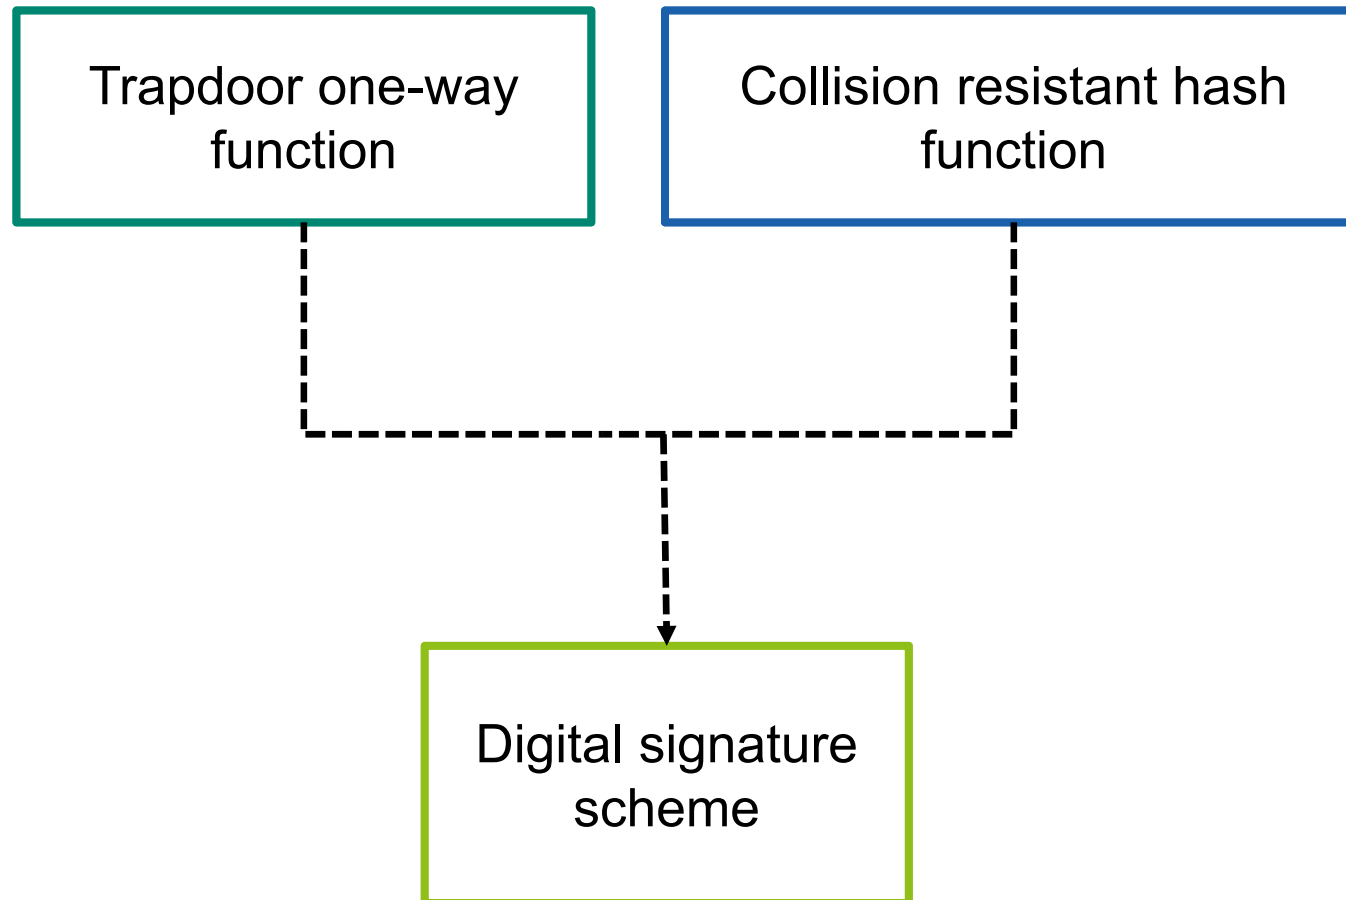 Trapdoor one-way
function
Collision resistant hash
function
Digital signature
scheme